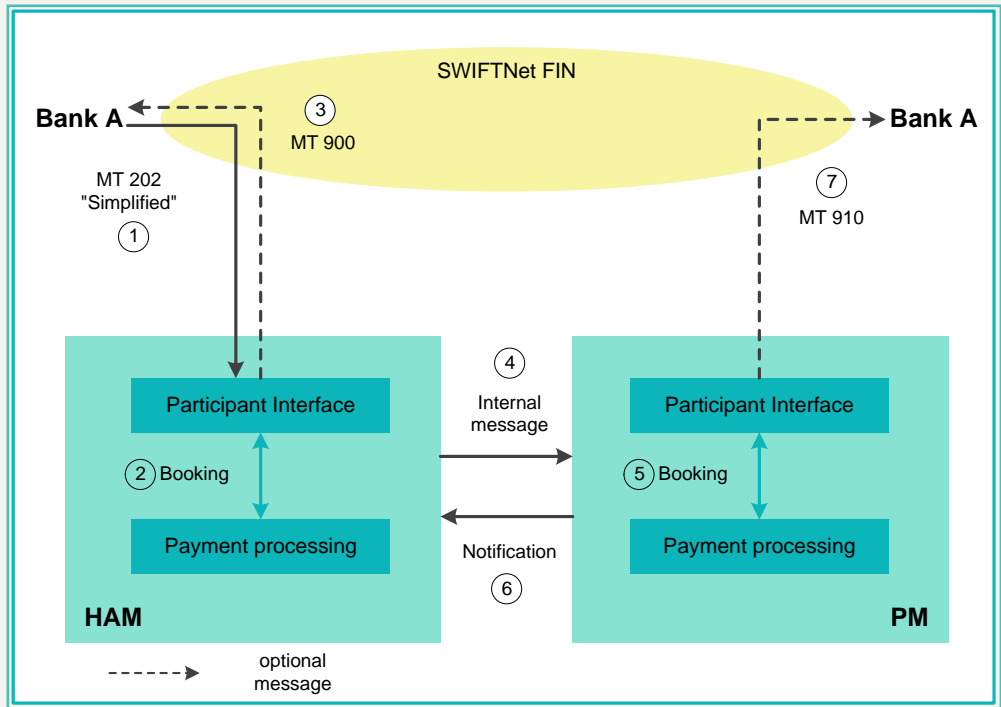 SWIFTNet FIN
Bank A
3
MT 900
Bank A
MT 202
"Simplified"
1
7
MT 910
4
Internal
message
Participant Interface
Participant Interface
2 Booking
5 Booking
Payment processing
Payment processing
Notification
6
HAM
PM
optional
message